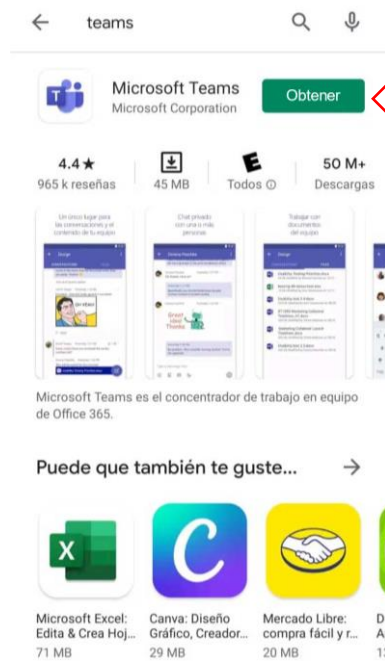 teams
Microsoft Teams
Microsoft Corporation
Obtener
4.4★
965 k reseñas
45 MB
Todos
50 M+
Descargas
Un único lugar para
las conversaciones y el
contenido de tu equipo
Chat privado
con una o más
personas
Trabajar con
documentos
del equipo
Microsoft Teams es el concentrador de trabajo en equipo
de Office 365.
Puede que también te guste...
Microsoft Excel:
Edita & Crea Hoj...
71 MB
Canva: Diseño
Gráfico, Creador...
29 MB
Mercado Libre:
compra fácil y r...
20 MB